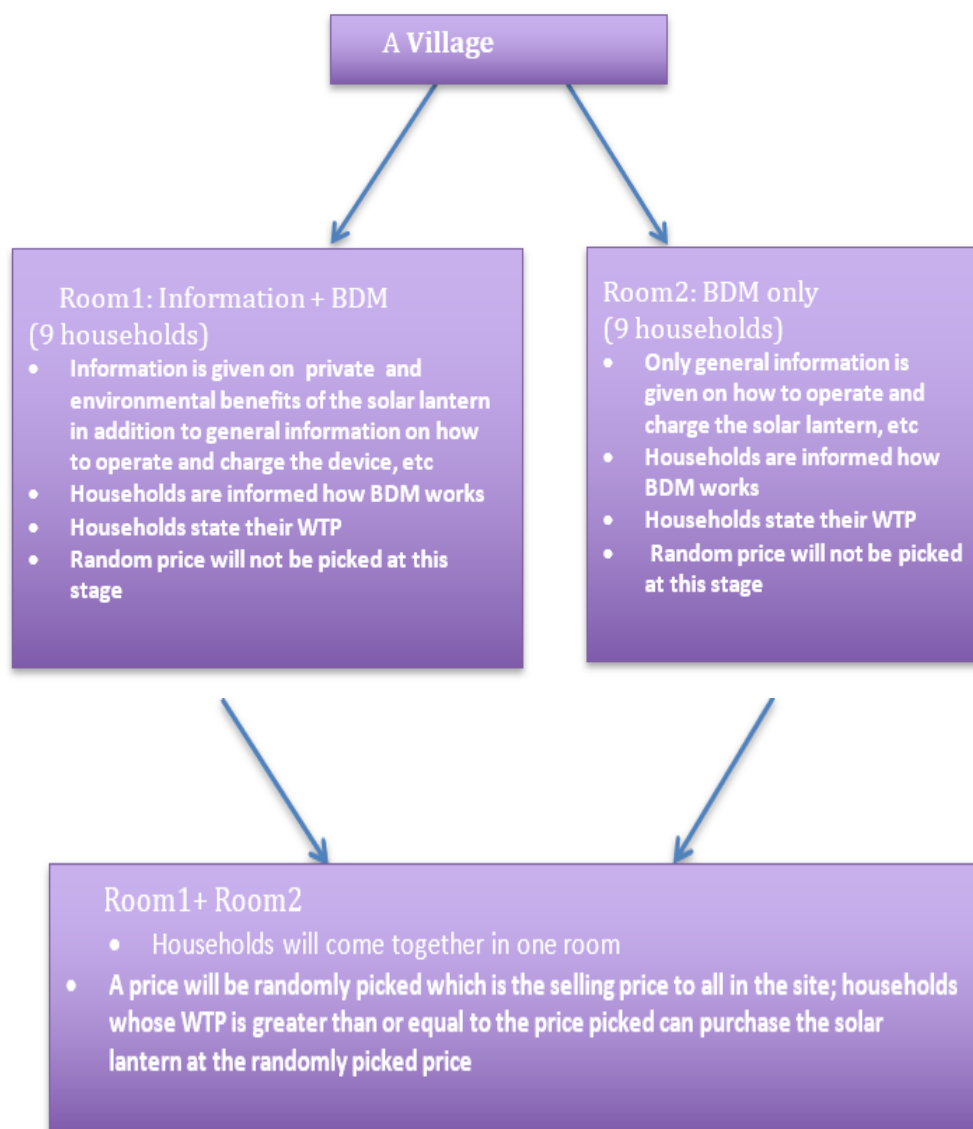 A Village
Room1: Information + BDM
(9 households)
• Information is given on private and
environmental benefits of the solar lantern
in addition to general information on how
to operate and charge the device, etc
• Households are informed how BDM works
• Households state their WTP
• Random price will not be picked at this
stage
Room2: BDM only
(9 households)
• Only general information is
given on how to operate and
charge the solar lantern, etc
• Households are informed how
BDM works
• Households state their WTP
• Random price will not be picked
at this stage
Room1+ Room2
• Households will come together in one room
• A price will be randomly picked which is the selling price to all in the site; households
whose WTP is greater than or equal to the price picked can purchase the solar
lantern at the randomly picked price